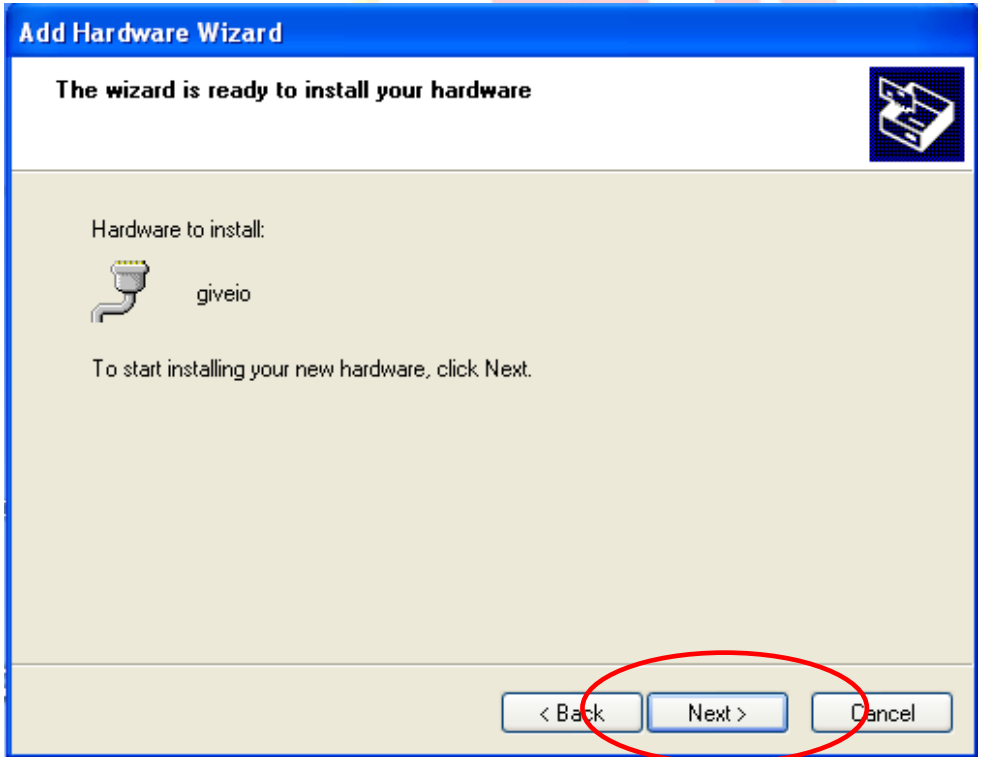 Add Hardware Wizard
The wizard is ready to install your hardware
Hardware to install:
giveio
To start installing your new hardware, click Next.
< Back Next > Cancel